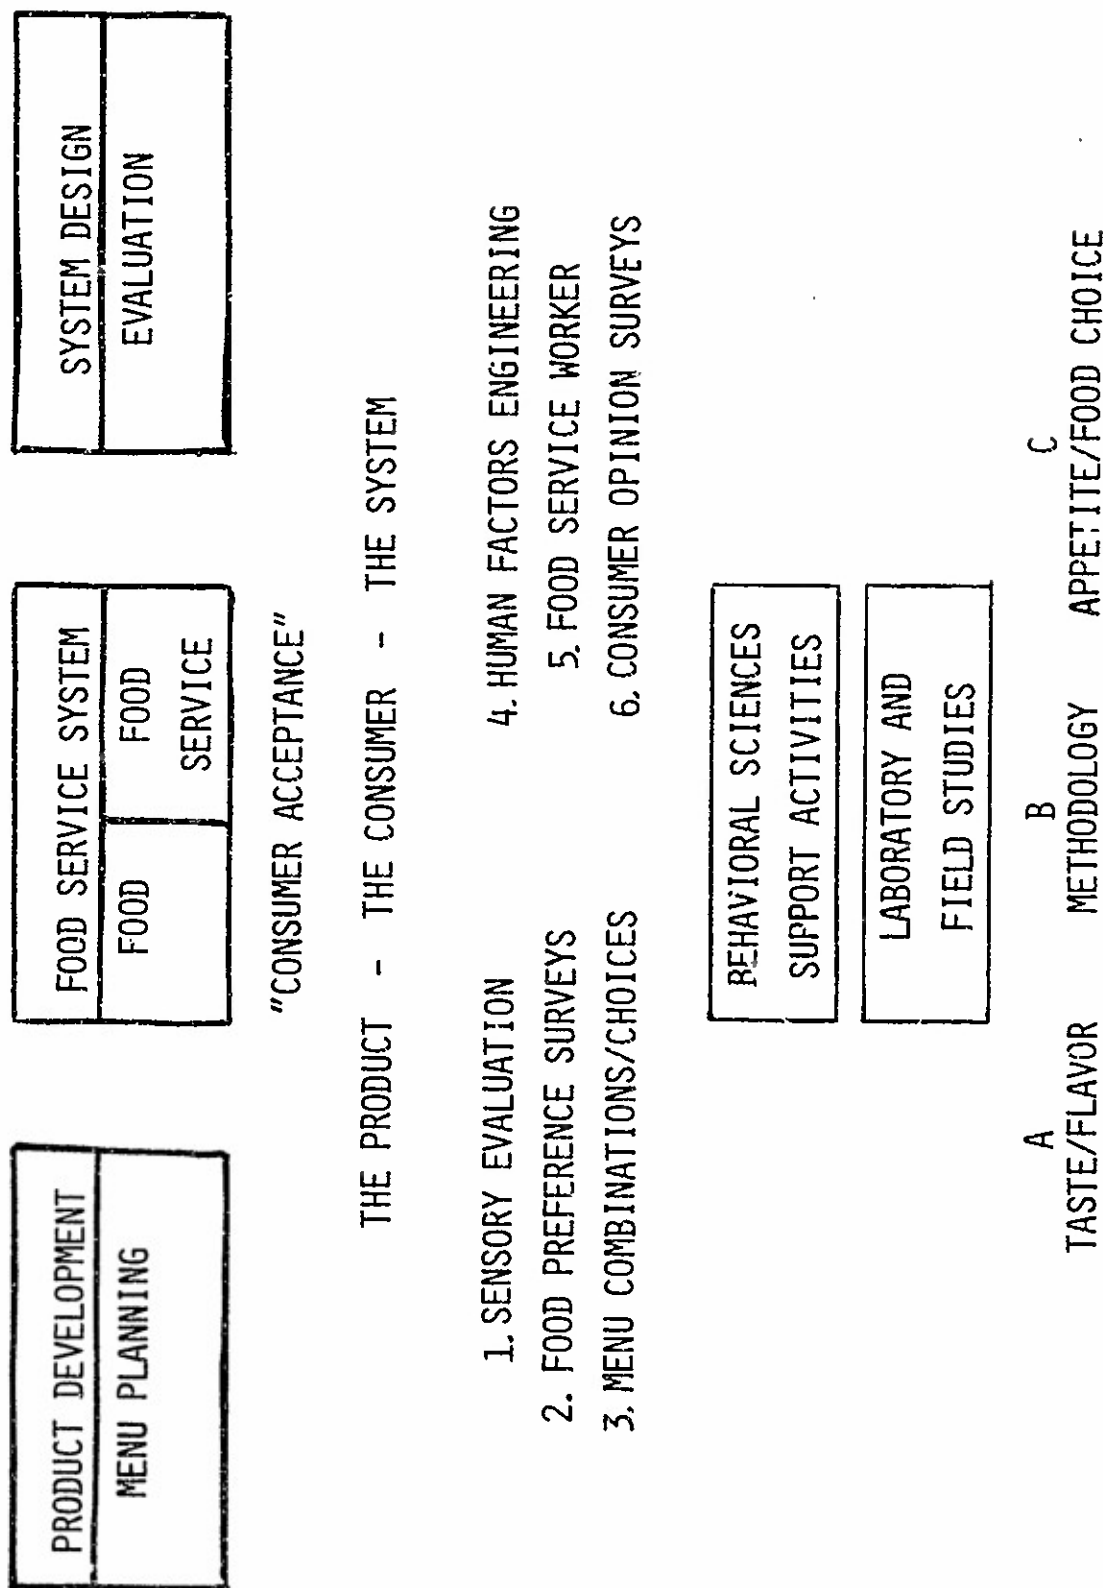 PRODUCT DEVELOPMENT
MENU PLANNING
FOOD SERVICE SYSTEM
FOOD
FOOD
SERVICE
SYSTEM DESIGN
EVALUATION
"CONSUMER ACCEPTANCE"
THE PRODUCT - THE CONSUMER - THE SYSTEM
1. SENSORY EVALUATION
2. FOOD PREFERENCE SURVEYS
3. MENU COMBINATIONS/CHOICES
4. HUMAN FACTORS ENGINEERING
5. FOOD SERVICE WORKER
6. CONSUMER OPINION SURVEYS
BEHAVIORAL SCIENCES
SUPPORT ACTIVITIES
LABORATORY AND
FIELD STUDIES
A
TASTE/FLAVOR
B
METHODOLOGY
C
APPETITE/FOOD CHOICE